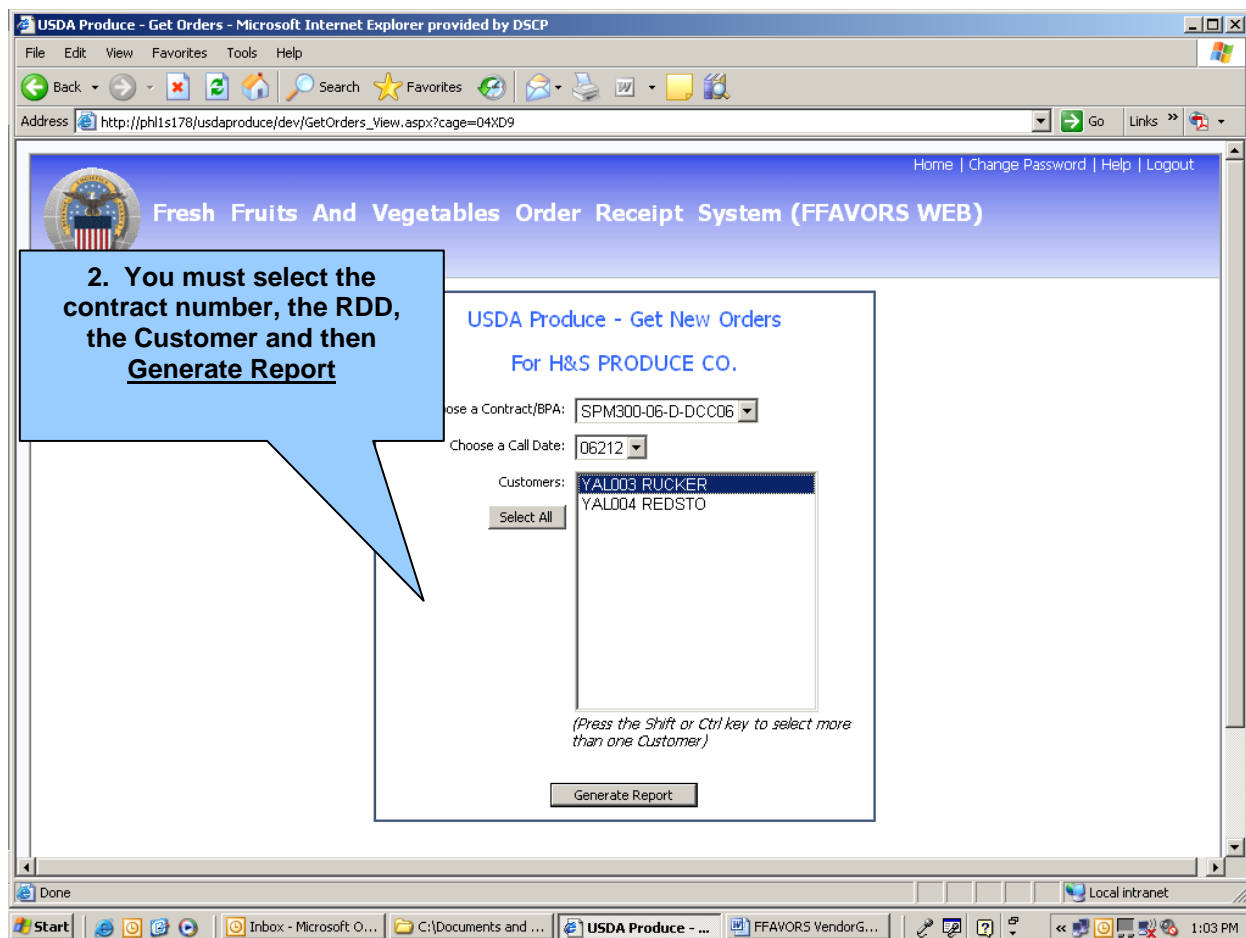 USDA Produce - Get Orders - Microsoft Internet Explorer provided by DSCP
File Edit View Favorites Tools Help
Back Search Favorites
Address http://phl1s178/usdaproduce/dev/GetOrders_View.aspx?cage=04XD9 Go Links »
Home | Change Password | Help | Logout
Fresh Fruits And Vegetables Order Receipt System (FFAVORS WEB)
2. You must select the
contract number, the RDD,
the Customer and then
Generate Report
USDA Produce - Get New Orders
For H&S PRODUCE CO.
ose a Contract/BPA: SPM300-06-D-DCC06
Choose a Call Date: 06212
Customers: YAL003 RUCKER
YAL004 REDSTO
Select All
(Press the Shift or Ctrl key to select more
than one Customer)
Generate Report
Done Local intranet
Start Inbox - Microsoft O... C:\Documents and ... USDA Produce - ... FFAVORS VendorG... « 1:03 PM